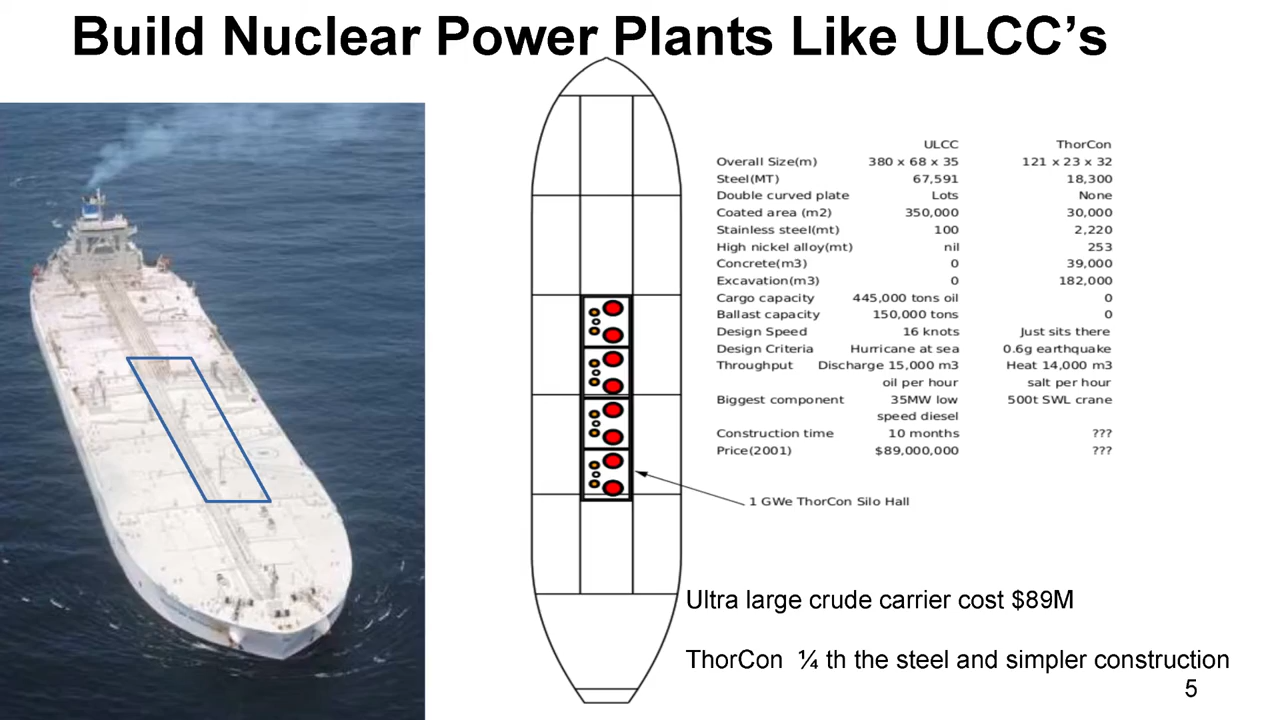 Build Nuclear Power Plants Like ULCC’s
ULCC ThorCon
Overall Size(m) 380 x 68 x 35 121 x 23 x 32
Steel(MT) 67,591 18,300
Double curved plate Lots None
Coated area (m2) 350,000 30,000
Stainless steel(mt) 100 2,220
High nickel alloy(mt) nil 253
Concrete(m3) 0 39,000
Excavation(m3) 0 182,000
Cargo capacity 445,000 tons oil 0
Ballast capacity 150,000 tons 0
Design Speed 16 knots Just sits there
Design Criteria Hurricane at sea 0.6g earthquake
Throughput Discharge 15,000 m3 Heat 14,000 m3
oil per hour salt per hour
Biggest component 35MW low 500t SWL crane
speed diesel
Construction time 10 months ???
Price(2001) $89,000,000 ???
1 GWe ThorCon Silo Hall
Ultra large crude carrier cost $89M
ThorCon ¼ th the steel and simpler construction
5